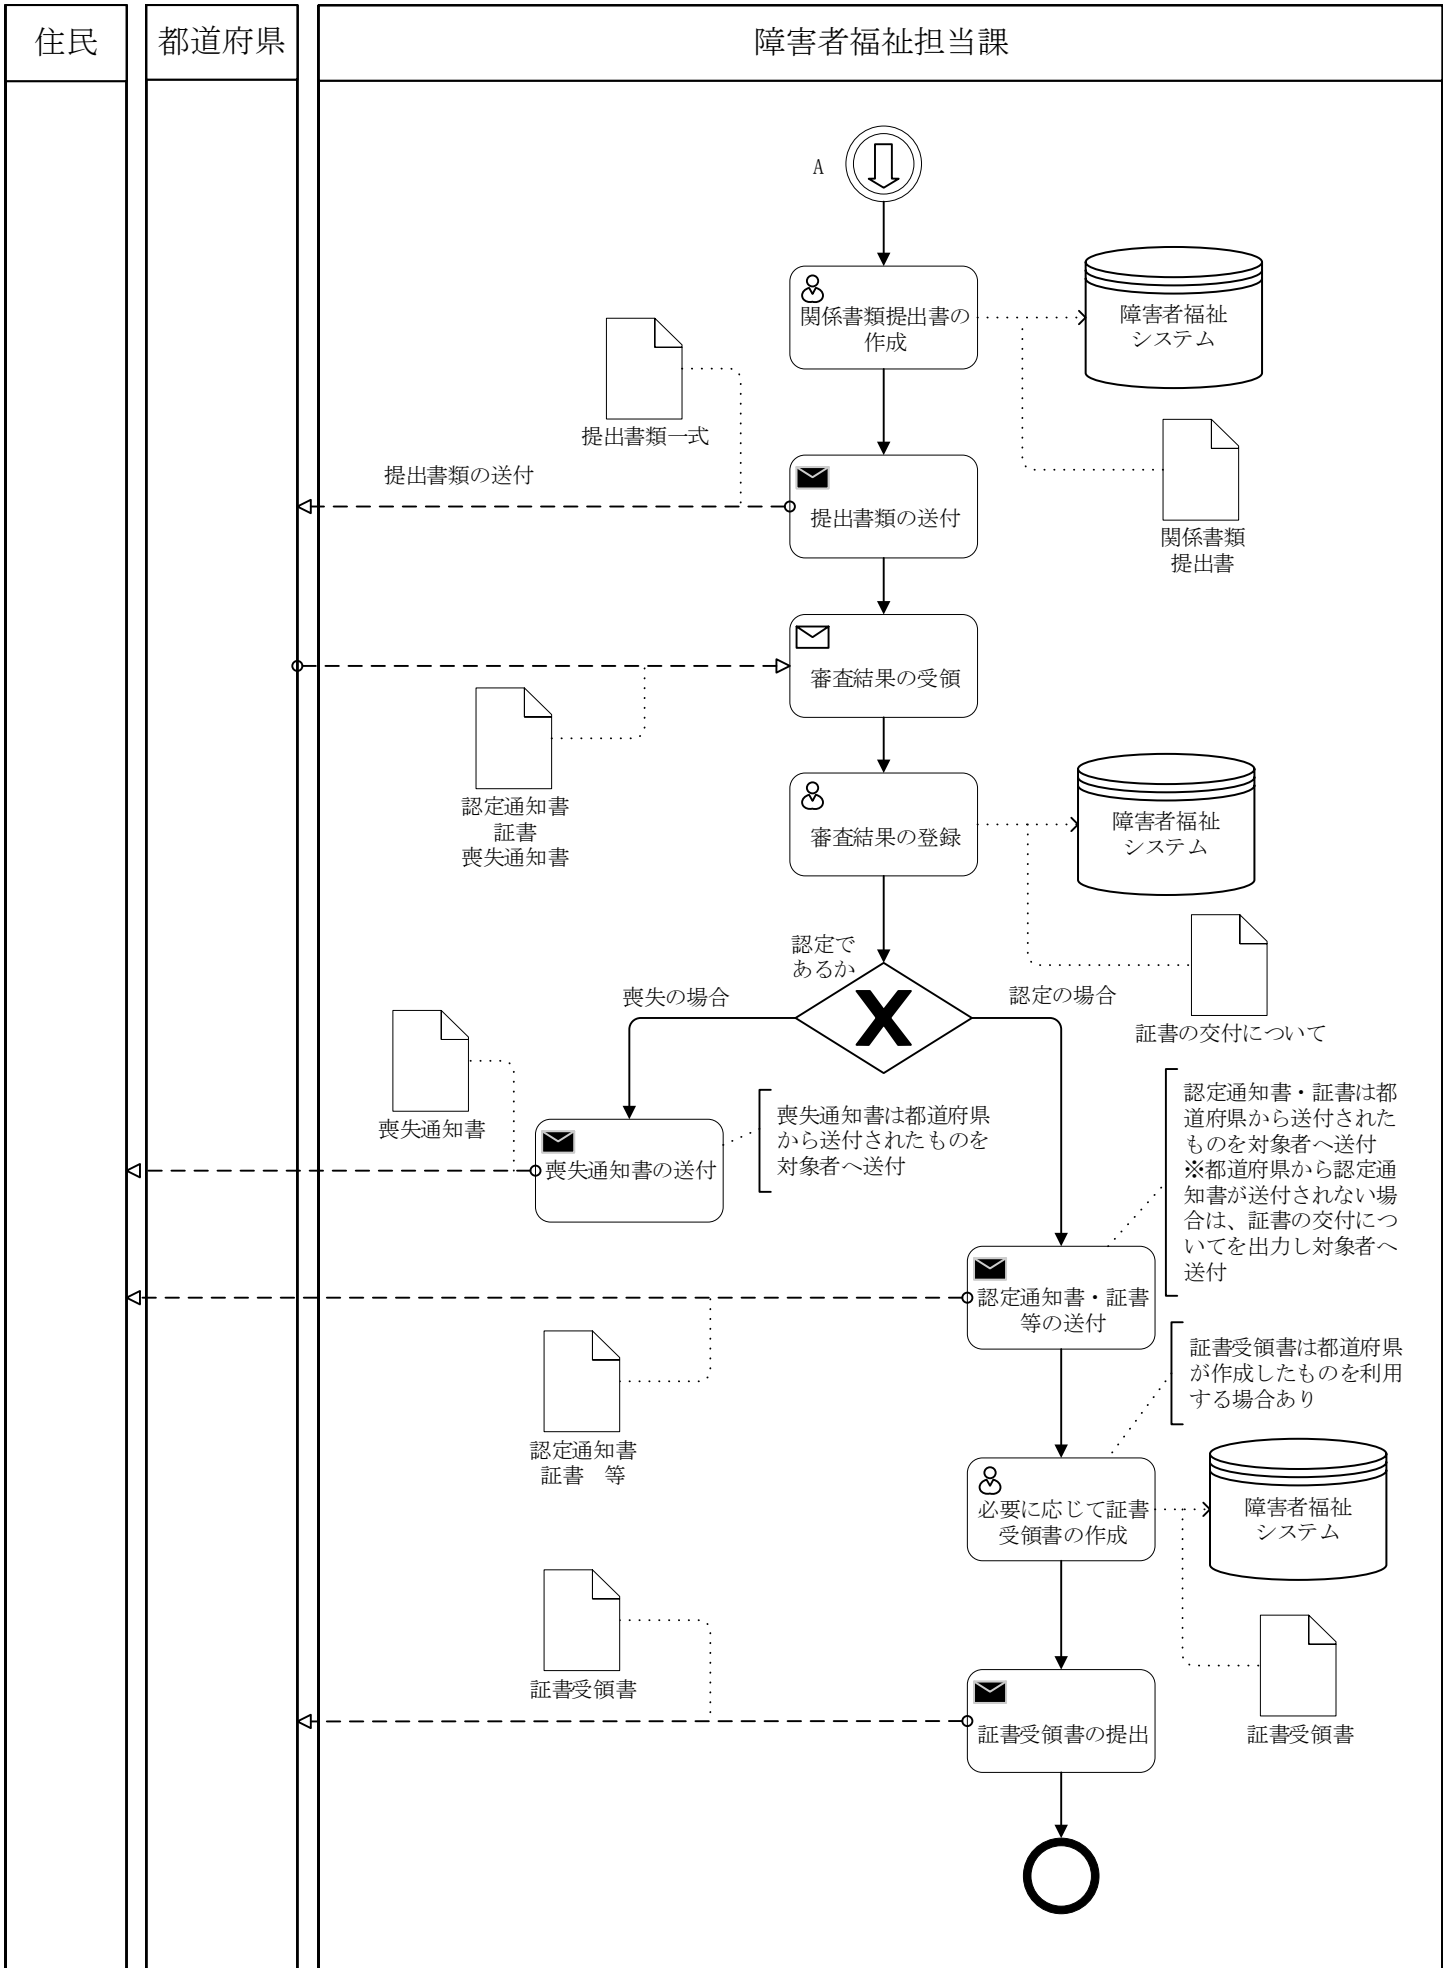 住民
都道府県
障害者福祉担当課
A
関係書類提出書の
作成
障害者福祉
システム
提出書類一式
関係書類
提出書
提出書類の送付
提出書類の送付
審査結果の受領
認定通知書
証書
喪失通知書
審査結果の登録
障害者福祉
システム
証書の交付について
認定で
あるか
喪失の場合
認定の場合
喪失通知書
喪失通知書の送付
喪失通知書は都道府県
から送付されたものを
対象者へ送付
認定通知書・証書は都
道府県から送付された
ものを対象者へ送付
※都道府県から認定通
知書が送付されない場
合は、証書の交付につ
いてを出力し対象者へ
送付
認定通知書・証書
等の送付
認定通知書
証書　等
証書受領書は都道府県
が作成したものを利用
する場合あり
必要に応じて証書
受領書の作成
障害者福祉
システム
証書受領書
証書受領書
証書受領書の提出